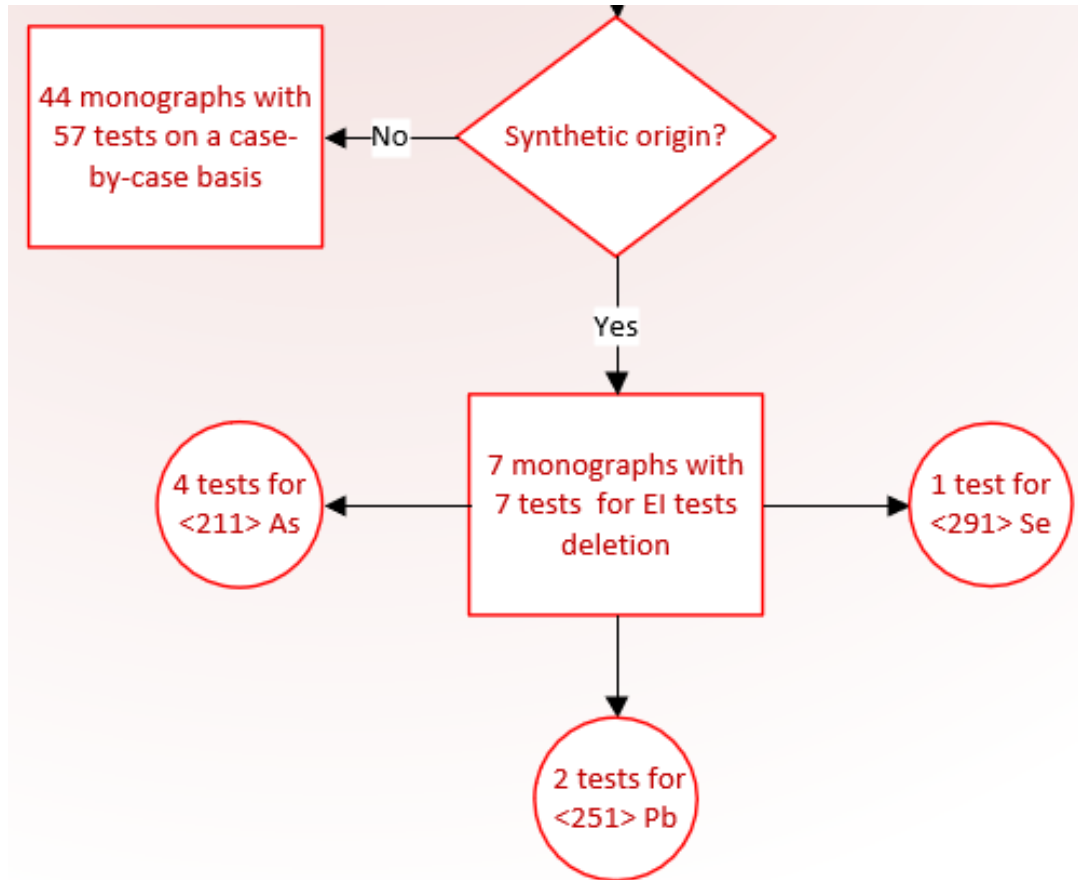 44 monographs with
57 tests on a case-
by-case basis
No
Synthetic origin?
Yes
4 tests for
<211> As
7 monographs with
7 tests  for EI tests
deletion
1 test for
<291> Se
2 tests for
<251> Pb